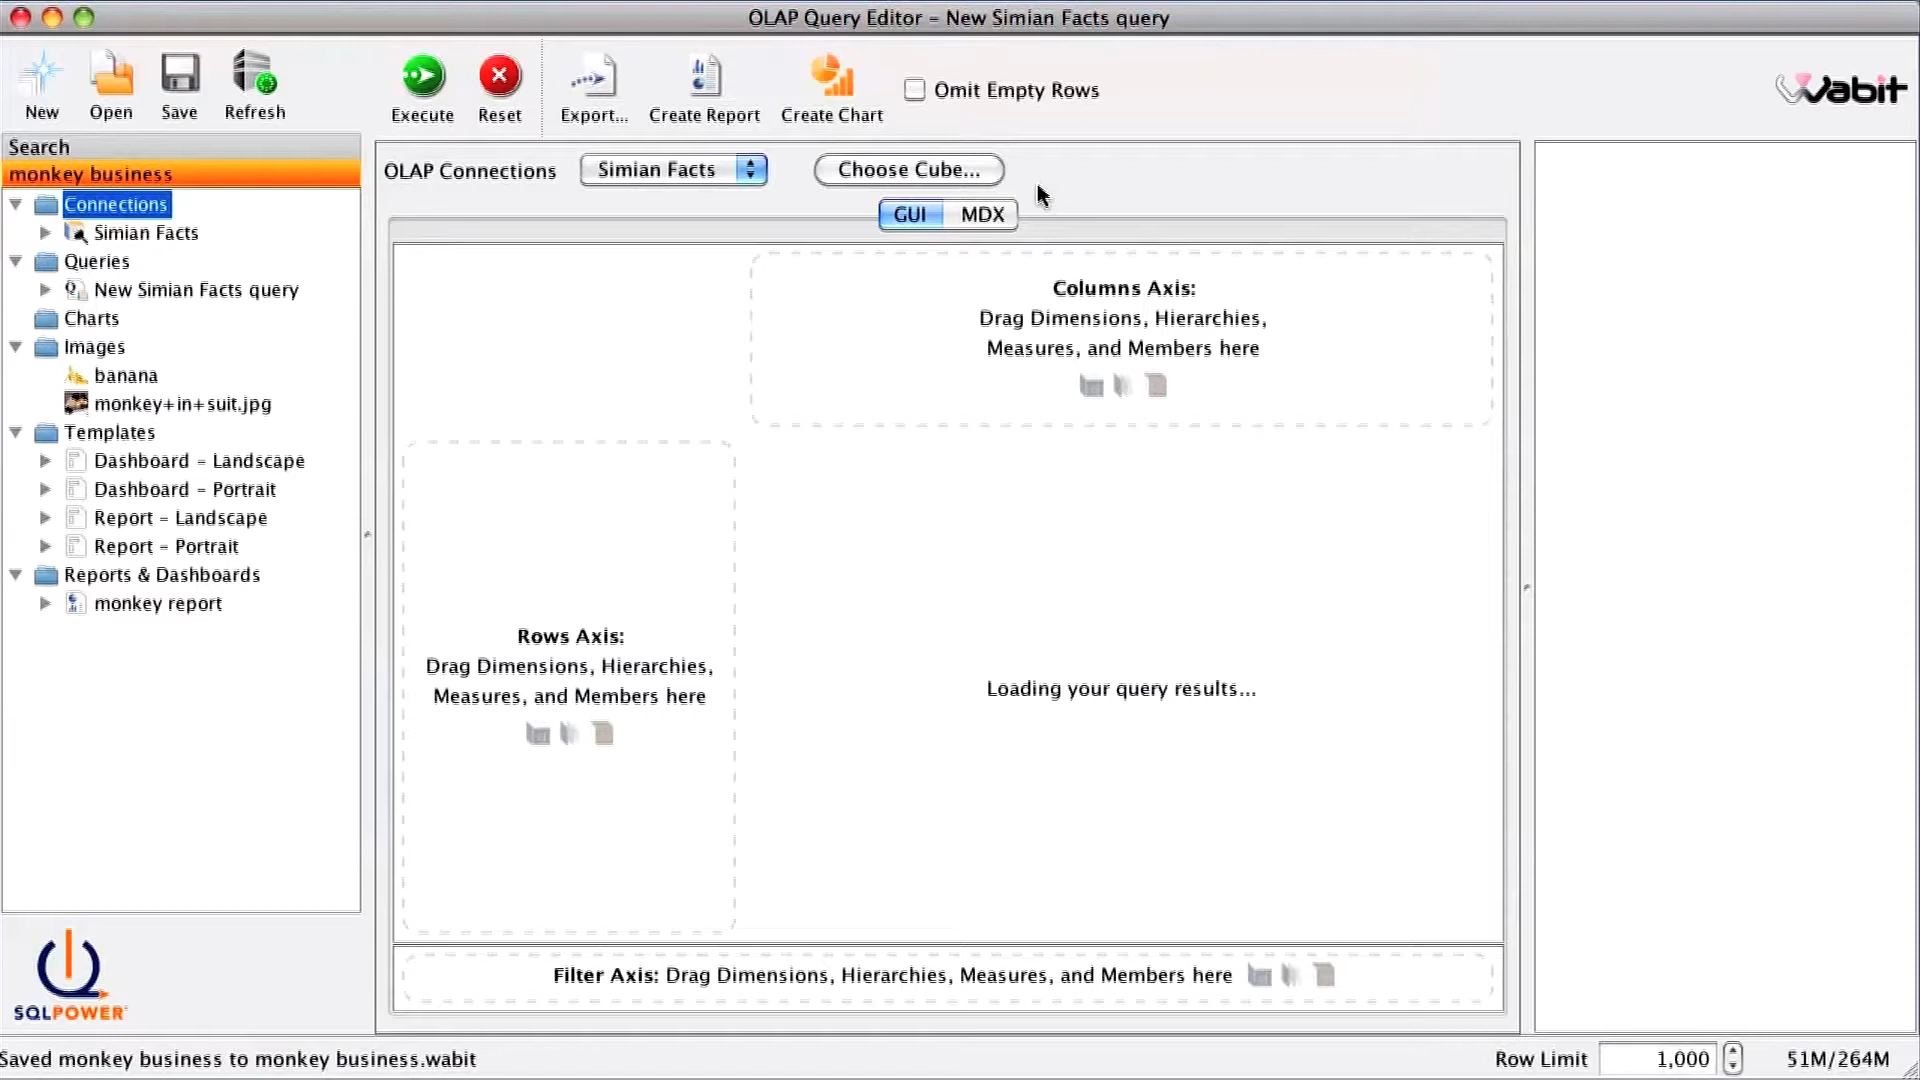 OLAP Query Editor – New Simian Facts query
New Open Save Refresh Execute Reset Export... Create Report Create Chart Omit Empty Rows
Wabit
Search
monkey business
Connections
Simian Facts
Queries
New Simian Facts query
Charts
Images
banana
monkey+in+suit.jpg
Templates
Dashboard – Landscape
Dashboard – Portrait
Report – Landscape
Report – Portrait
Reports & Dashboards
monkey report
SQLPOWER
OLAP Connections Simian Facts Choose Cube...
GUI MDX
Columns Axis:
Drag Dimensions, Hierarchies,
Measures, and Members here
Rows Axis:
Drag Dimensions, Hierarchies,
Measures, and Members here
Loading your query results...
Filter Axis: Drag Dimensions, Hierarchies, Measures, and Members here
Saved monkey business to monkey business.wabit
Row Limit 1,000 51M/264M